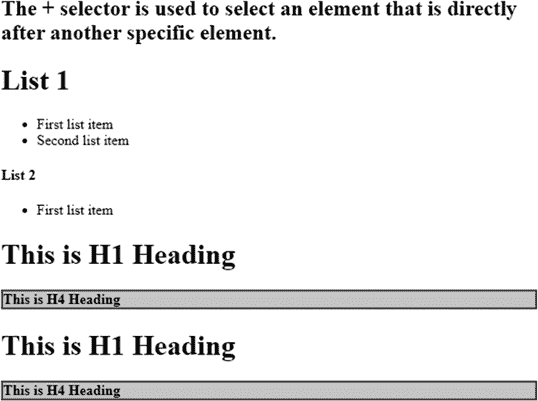 The + selector is used to select an element that is directly
after another specific element.
List 1
• First list item
• Second list item
List 2
• First list item
This is H1 Heading
This is H4 Heading
This is H1 Heading
This is H4 Heading